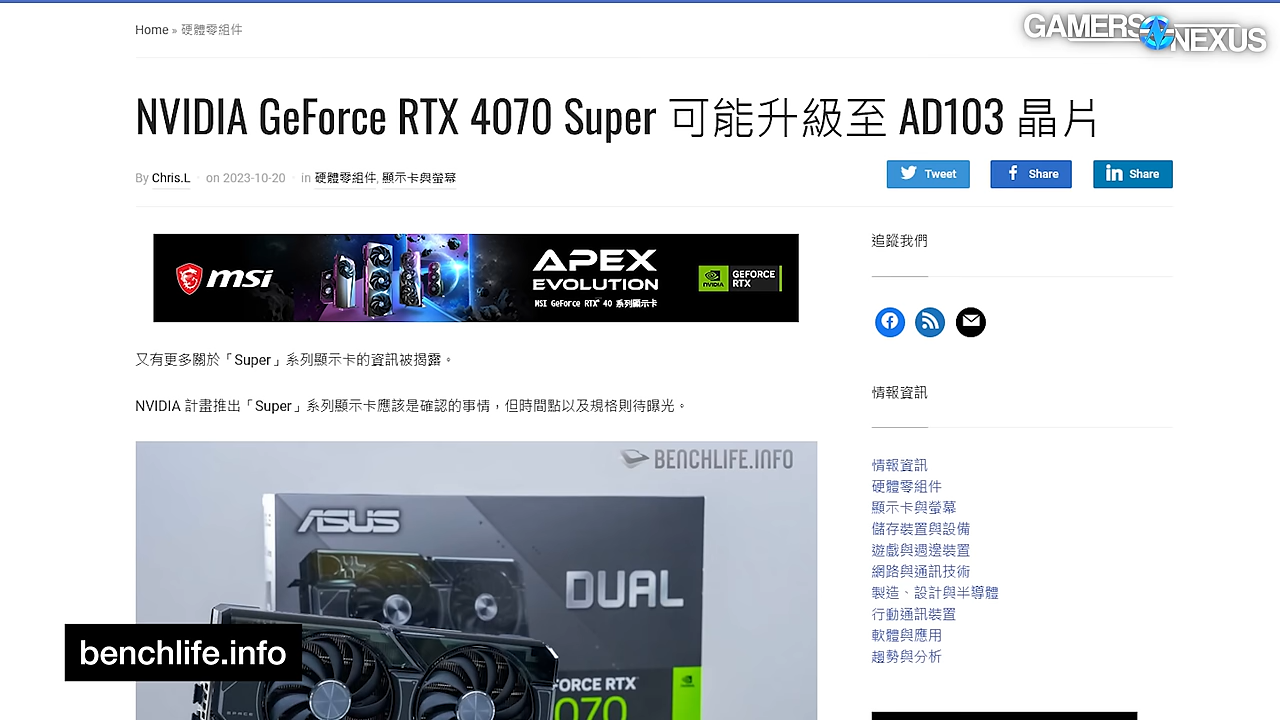 Home » 硬體零組件
GAMERS NEXUS
NVIDIA GeForce RTX 4070 Super 可能升級至 AD103 晶片
By Chris.L · on 2023-10-20 · in 硬體零組件, 顯示卡與螢幕
Tweet
Share
Share
msi
APEX
EVOLUTION
MSI GeForce RTX™ 40 系列顯示卡
NVIDIA
GEFORCE
RTX
又有更多關於「Super」系列顯示卡的資訊被揭露。
NVIDIA 計畫推出「Super」系列顯示卡應該是確認的事情，但時間點以及規格則待曝光。
BENCHLIFE.INFO
ASUS
DUAL
FORCE RTX
070
benchlife.info
追蹤我們
情報資訊
情報資訊
硬體零組件
顯示卡與螢幕
儲存裝置與設備
遊戲與週邊裝置
網路與通訊技術
製造、設計與半導體
行動通訊裝置
軟體與應用
趨勢與分析